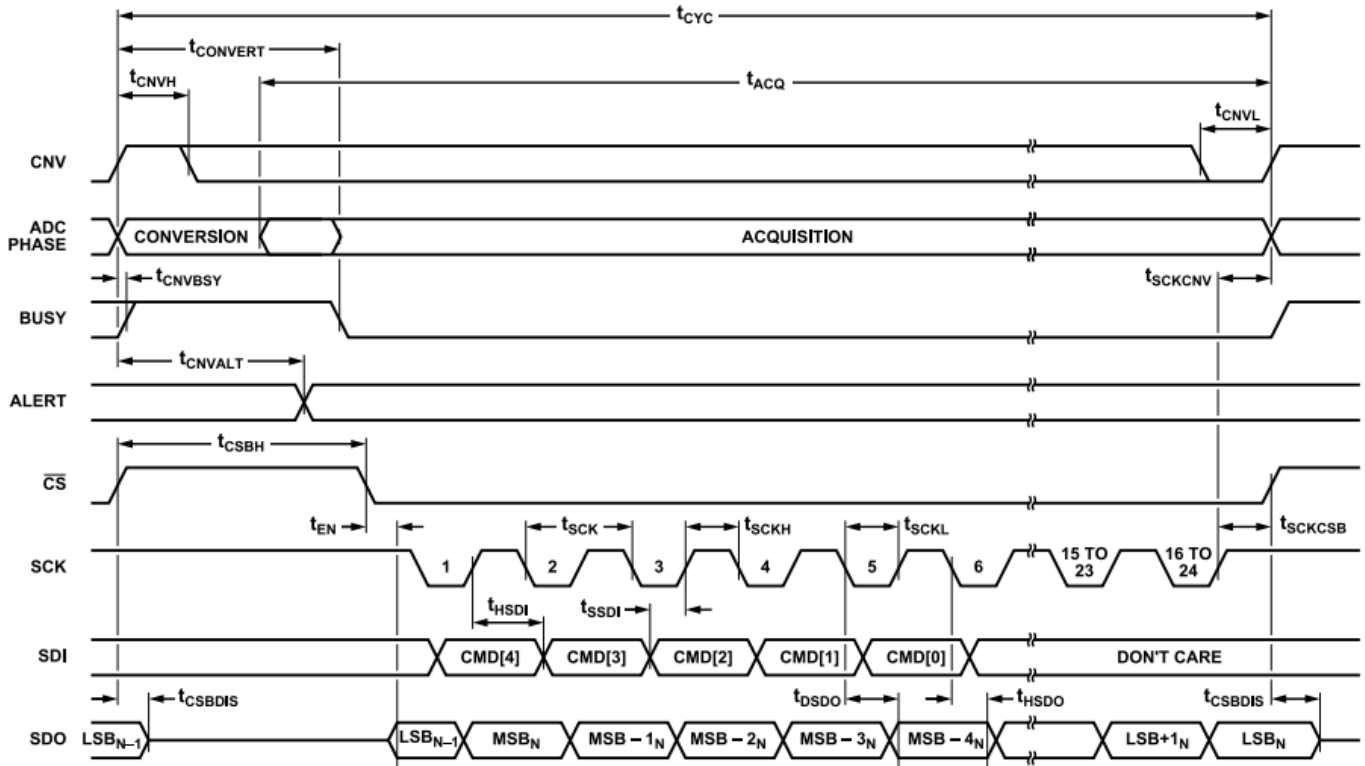 tCYC
tCONVERT
tCNVH
tACQ
tCNVL
CNV
ADC
PHASE
CONVERSION
ACQUISITION
tCNVBSY
tSCKCNV
BUSY
tCNVALT
ALERT
tCSBH
CS
tEN
tSCK
tSCKH
tSCKL
tSCKCSB
SCK
1
2
3
4
5
6
15 TO
23
16 TO
24
tHSDI
tSSDI
SDI
CMD[4]
CMD[3]
CMD[2]
CMD[1]
CMD[0]
DON'T CARE
tCSBDIS
tDSDO
tHSDO
tCSBDIS
SDO
LSBN–1
LSBN–1
MSBN
MSB – 1N
MSB – 2N
MSB – 3N
MSB – 4N
LSB+1N
LSBN